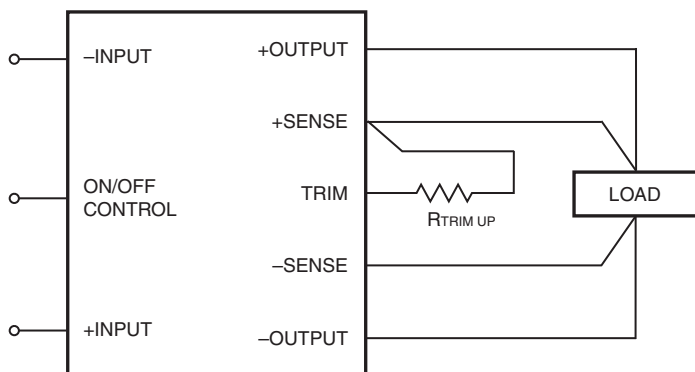 –INPUT
+OUTPUT
+SENSE
ON/OFF
CONTROL
TRIM
LOAD
RTRIM UP
–SENSE
+INPUT
–OUTPUT